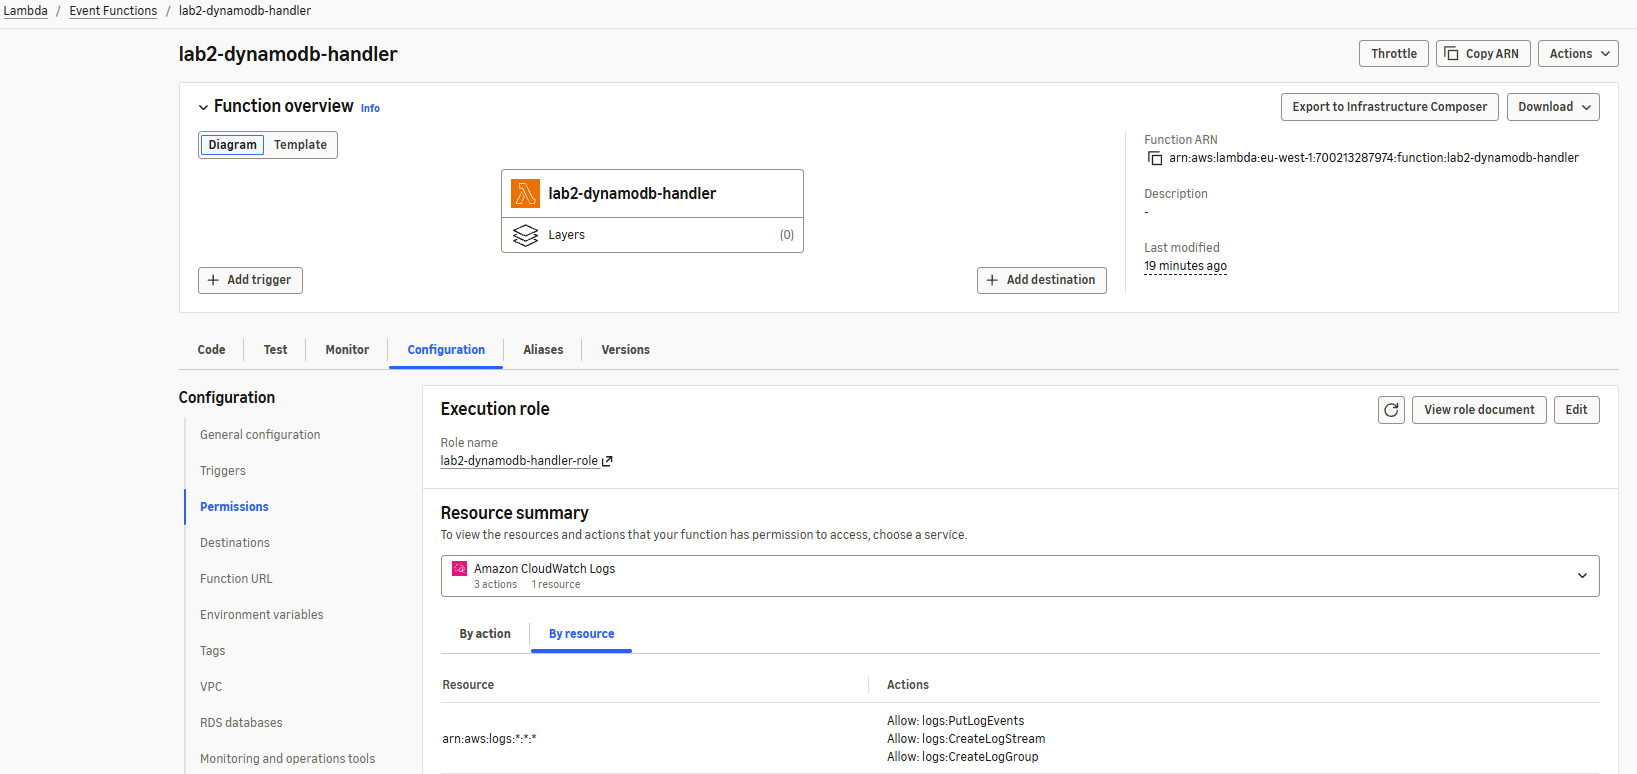 Lambda / Event Functions / lab2-dynamodb-handler
lab2-dynamodb-handler
Throttle
Copy ARN
Actions
Function overview Info
Export to Infrastructure Composer
Download
Diagram
Template
lab2-dynamodb-handler
Layers (0)
+ Add trigger
+ Add destination
Function ARN
arn:aws:lambda:eu-west-1:700213287974:function:lab2-dynamodb-handler
Description
-
Last modified
19 minutes ago
Code
Test
Monitor
Configuration
Aliases
Versions
Configuration
General configuration
Triggers
Permissions
Destinations
Function URL
Environment variables
Tags
VPC
RDS databases
Monitoring and operations tools
Execution role
View role document
Edit
Role name
lab2-dynamodb-handler-role
Resource summary
To view the resources and actions that your function has permission to access, choose a service.
Amazon CloudWatch Logs
3 actions 1 resource
By action
By resource
Resource
Actions
arn:aws:logs:*:*:*
Allow: logs:PutLogEvents
Allow: logs:CreateLogStream
Allow: logs:CreateLogGroup